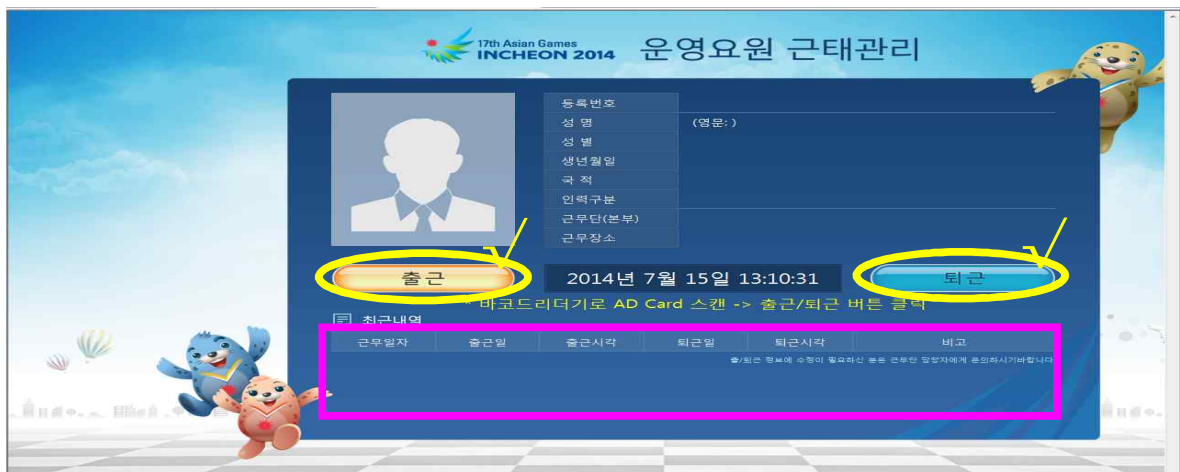 17th Asian Games
INCHEON 2014
운영요원 근태관리
등록번호
성 명 (영문: )
성 별
생년월일
국 적
인력구분
근무단(본부)
근무장소
출근 2014년 7월 15일 13:10:31 퇴근
* 바코드리더기로 AD Card 스캔 -> 출근/퇴근 버튼 클릭
최근내역
근무일자 출근일 출근시각 퇴근일 퇴근시각 비고
출/퇴근 정보에 수정이 필요하신 분은 근무단 담당자에게 문의하시기바랍니다